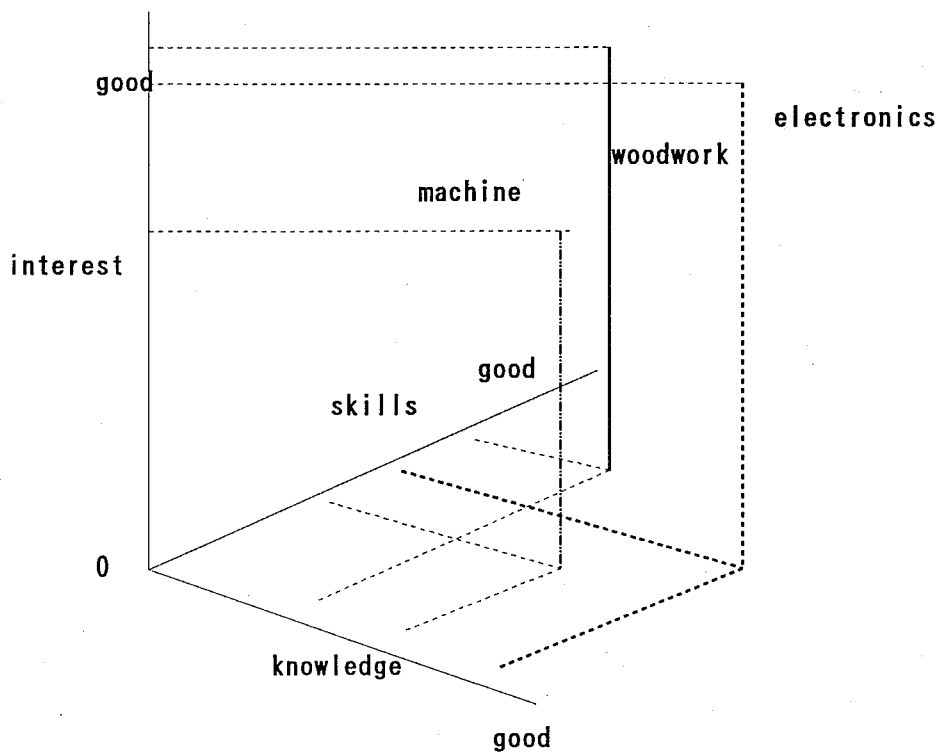 good
electronics
woodwork
machine
interest
good
skills
0
knowledge
good